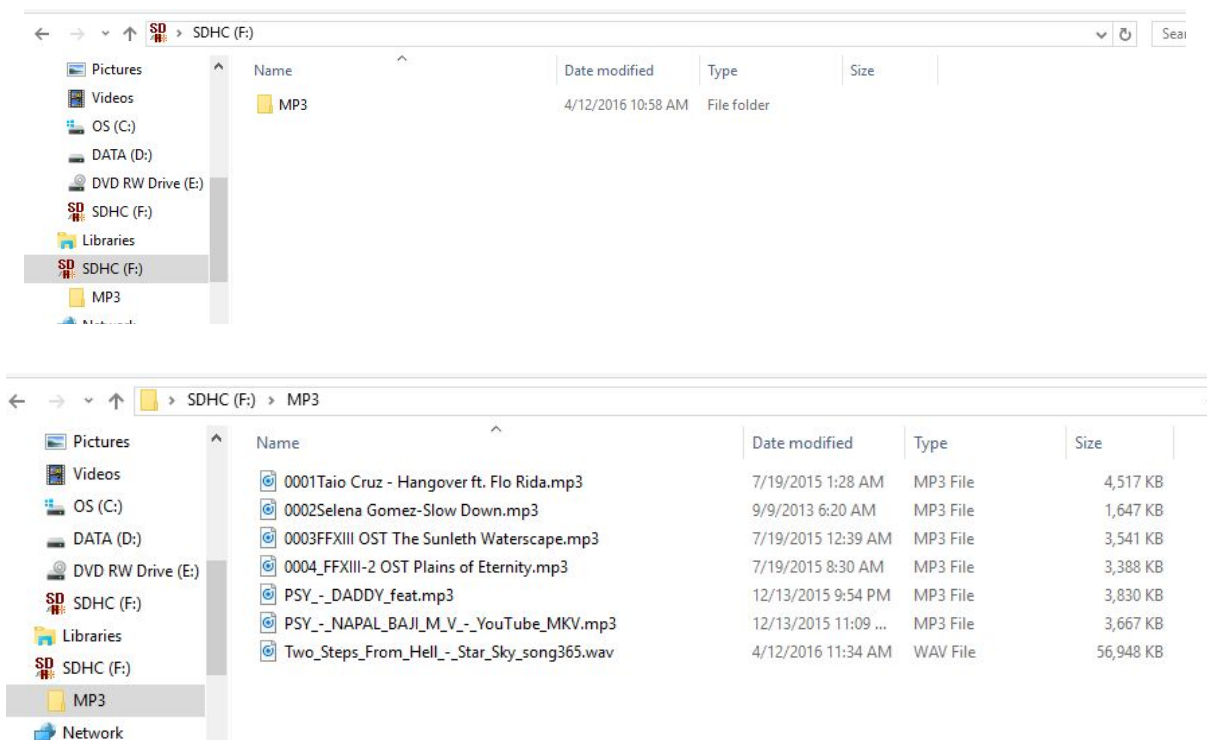 SDHC (F:)
Sear
Pictures
Name Date modified Type Size
Videos
MP3 4/12/2016 10:58 AM File folder
OS (C:)
DATA (D:)
DVD RW Drive (E:)
SDHC (F:)
Libraries
SDHC (F:)
MP3
Network
SDHC (F:) > MP3
Pictures
Name Date modified Type Size
Videos
0001Taio Cruz - Hangover ft. Flo Rida.mp3 7/19/2015 1:28 AM MP3 File 4,517 KB
OS (C:)
0002Selena Gomez-Slow Down.mp3 9/9/2013 6:20 AM MP3 File 1,647 KB
DATA (D:)
0003FFXIII OST The Sunleth Waterscape.mp3 7/19/2015 12:39 AM MP3 File 3,541 KB
DVD RW Drive (E:)
0004_FFXIII-2 OST Plains of Eternity.mp3 7/19/2015 8:30 AM MP3 File 3,388 KB
SDHC (F:)
PSY_-_DADDY_feat.mp3 12/13/2015 9:54 PM MP3 File 3,830 KB
PSY_-_NAPAL_BAJI_M_V_-_YouTube_MKV.mp3 12/13/2015 11:09 ... MP3 File 3,667 KB
Libraries
Two_Steps_From_Hell_-_Star_Sky_song365.wav 4/12/2016 11:34 AM WAV File 56,948 KB
SDHC (F:)
MP3
Network